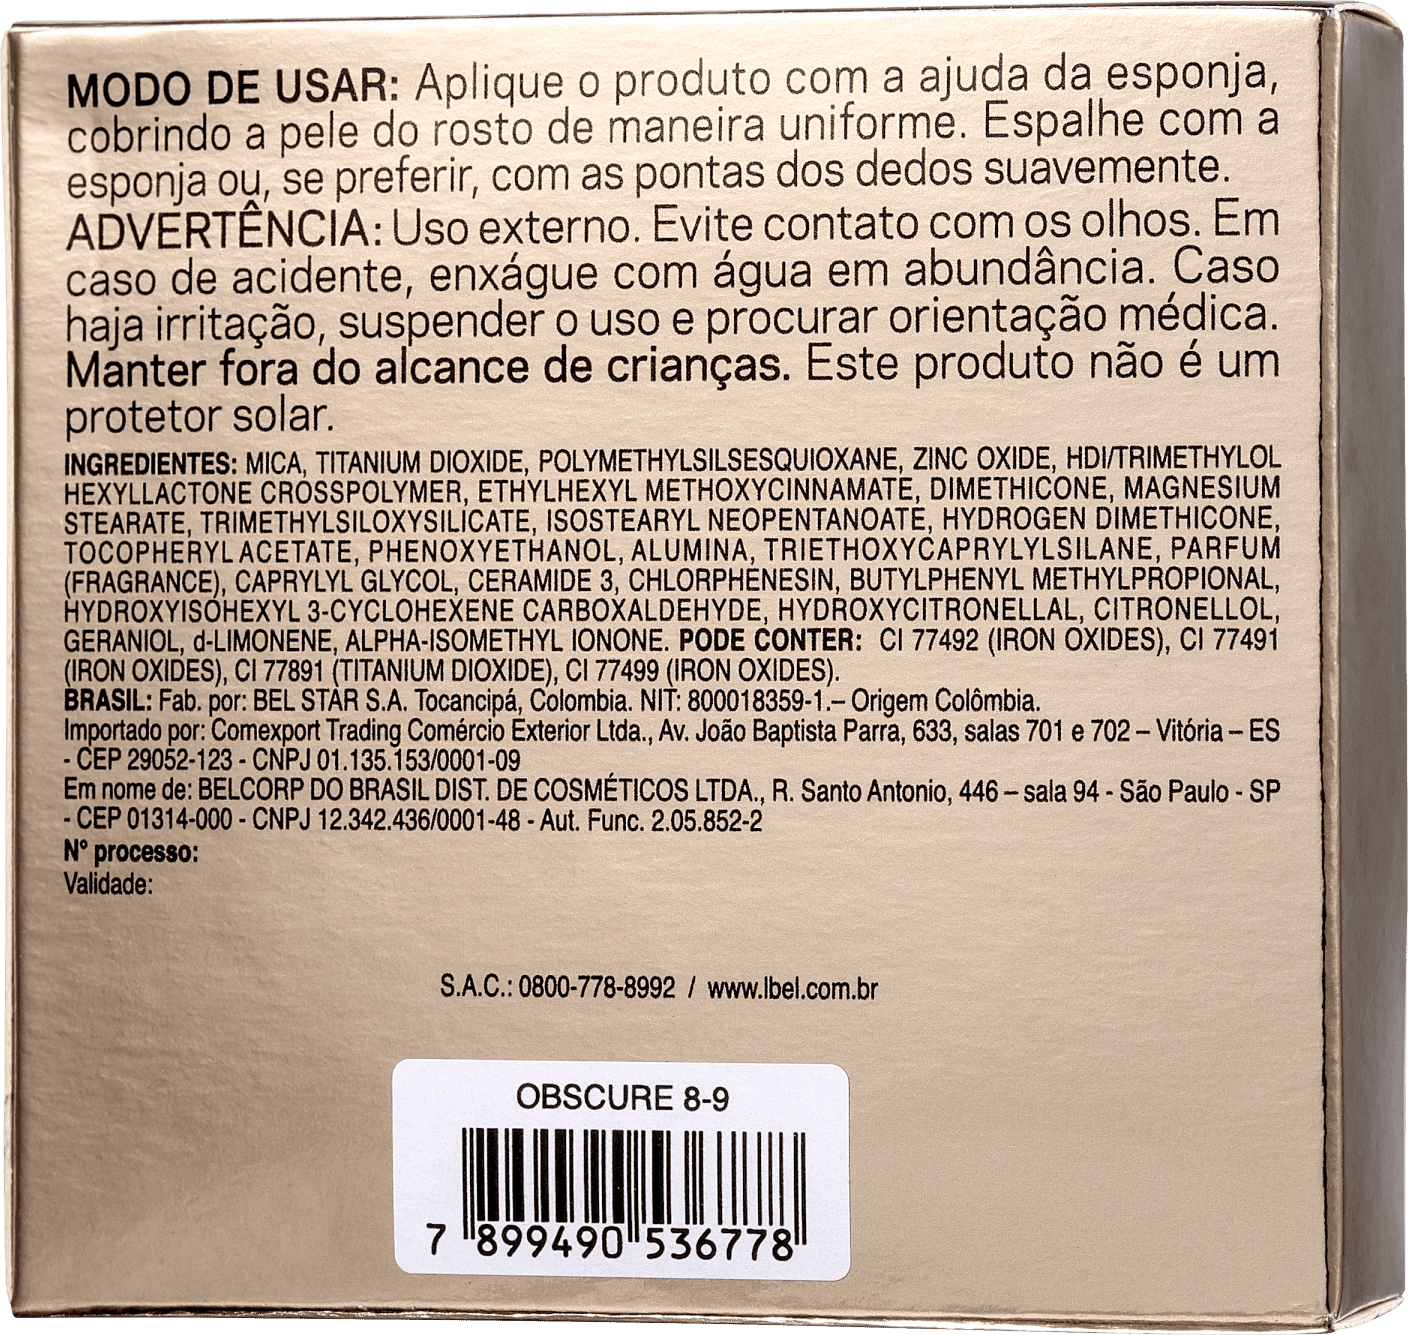 MODO DE USAR: Aplique o produto com a ajuda da esponja,
cobrindo a pele do rosto de maneira uniforme. Espalhe com a
esponja ou, se preferir, com as pontas dos dedos suavemente.
ADVERTÊNCIA: Uso externo. Evite contato com os olhos. Em
caso de acidente, enxágue com água em abundância. Caso
haja irritação, suspender o uso e procurar orientação médica.
Manter fora do alcance de crianças. Este produto não é um
protetor solar.
INGREDIENTES: MICA, TITANIUM DIOXIDE, POLYMETHYLSILSESQUIOXANE, ZINC OXIDE, HDI/TRIMETHYLOL
HEXYLLACTONE CROSSPOLYMER, ETHYLHEXYL METHOXYCINNAMATE, DIMETHICONE, MAGNESIUM
STEARATE, TRIMETHYLSILOXYSILICATE, ISOSTEARYL NEOPENTANOATE, HYDROGEN DIMETHICONE,
TOCOPHERYL ACETATE, PHENOXYETHANOL, ALUMINA, TRIETHOXYCAPRYLYLSILANE, PARFUM
(FRAGRANCE), CAPRYLYL GLYCOL, CERAMIDE 3, CHLORPHENESIN, BUTYLPHENYL METHYLPROPIONAL,
HYDROXYISOHEXYL 3-CYCLOHEXENE CARBOXALDEHYDE, HYDROXYCITRONELLAL, CITRONELLOL,
GERANIOL, d-LIMONENE, ALPHA-ISOMETHYL IONONE. PODE CONTER: CI 77492 (IRON OXIDES), CI 77491
(IRON OXIDES), CI 77891 (TITANIUM DIOXIDE), CI 77499 (IRON OXIDES).
BRASIL: Fab. por: BEL STAR S.A. Tocancipá, Colombia. NIT: 800018359-1.– Origem Colômbia.
Importado por: Comexport Trading Comércio Exterior Ltda., Av. João Baptista Parra, 633, salas 701 e 702 – Vitória – ES
- CEP 29052-123 - CNPJ 01.135.153/0001-09
Em nome de: BELCORP DO BRASIL DIST. DE COSMÉTICOS LTDA., R. Santo Antonio, 446 – sala 94 - São Paulo - SP
- CEP 01314-000 - CNPJ 12.342.436/0001-48 - Aut. Func. 2.05.852-2
Nº processo:
Validade:
S.A.C.: 0800-778-8992 / www.lbel.com.br
OBSCURE 8-9
7 899490 536778